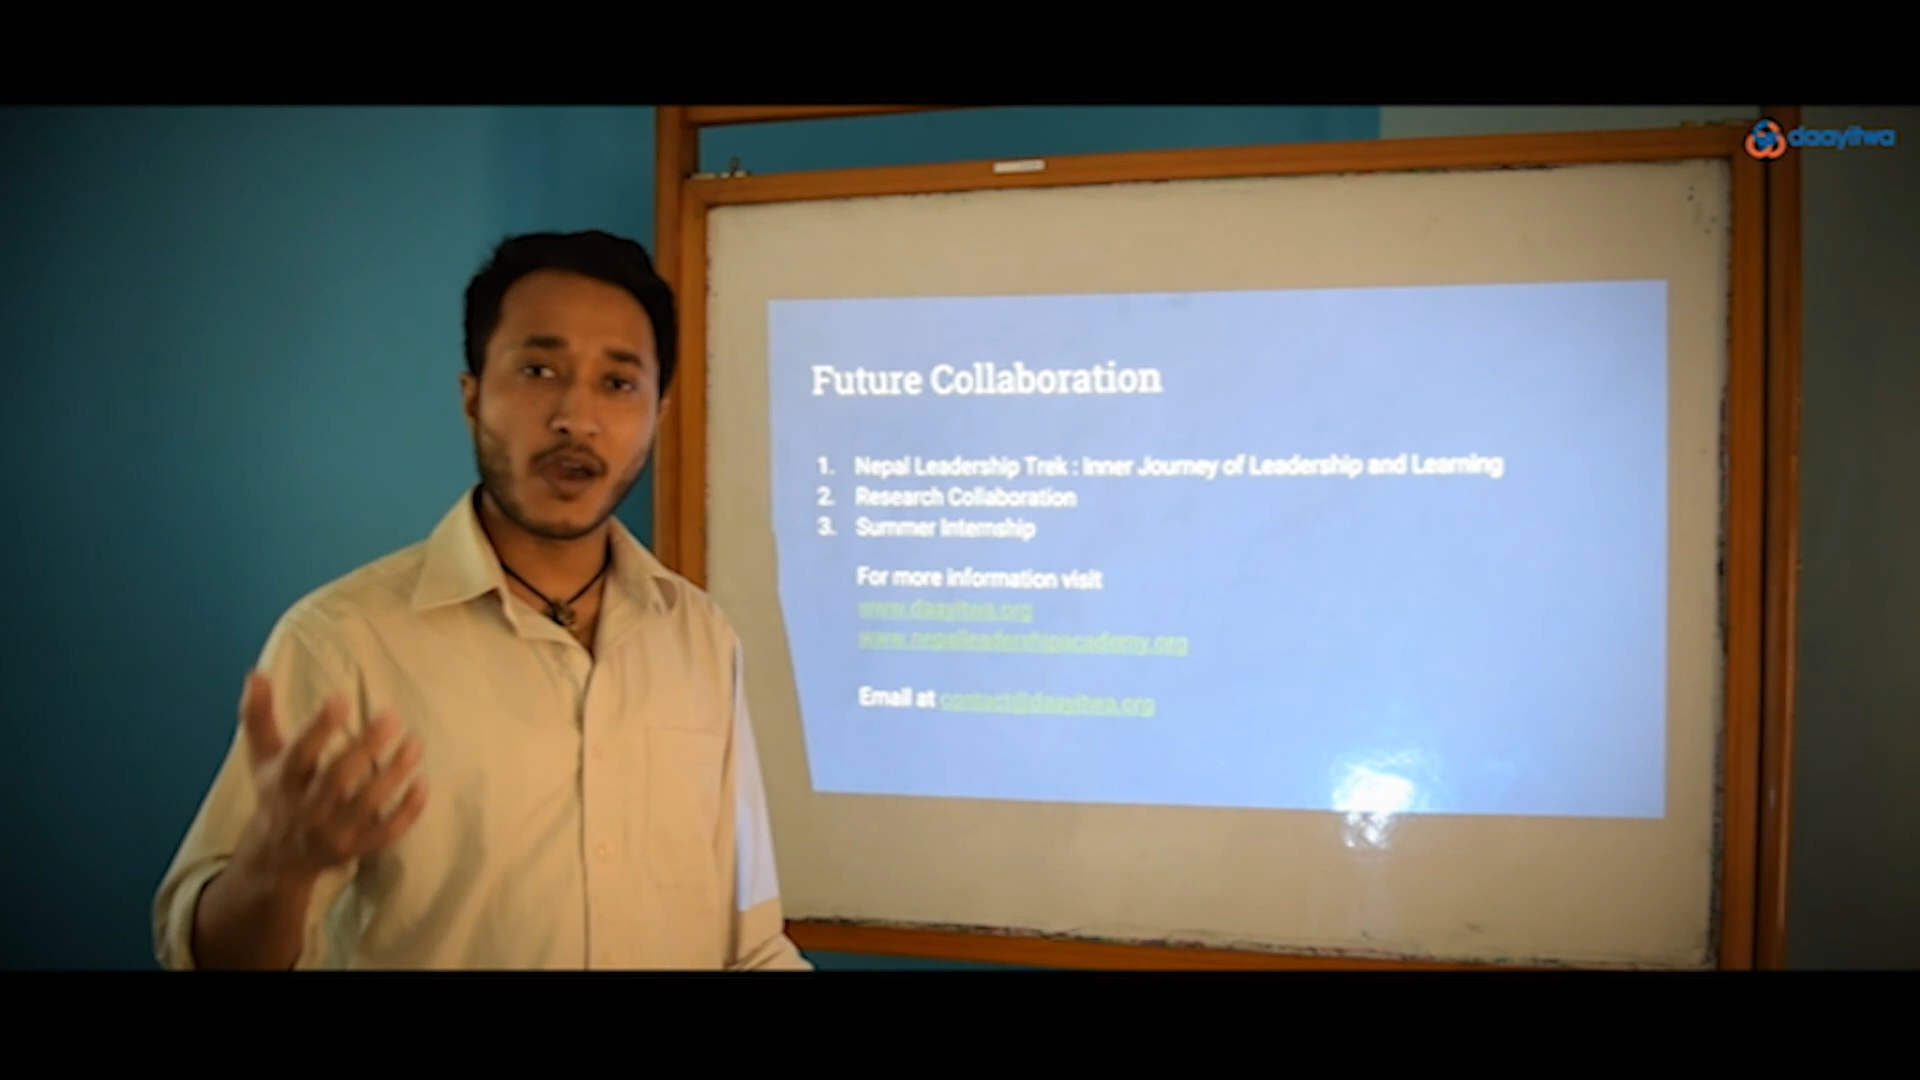 daayitwa
Future Collaboration
1. Nepal Leadership Trek : Inner Journey of Leadership and Learning
2. Research Collaboration
3. Summer Internship
For more information visit
www.daayitwa.org
www.nepalleadershipacademy.org
Email at contact@daayitwa.org